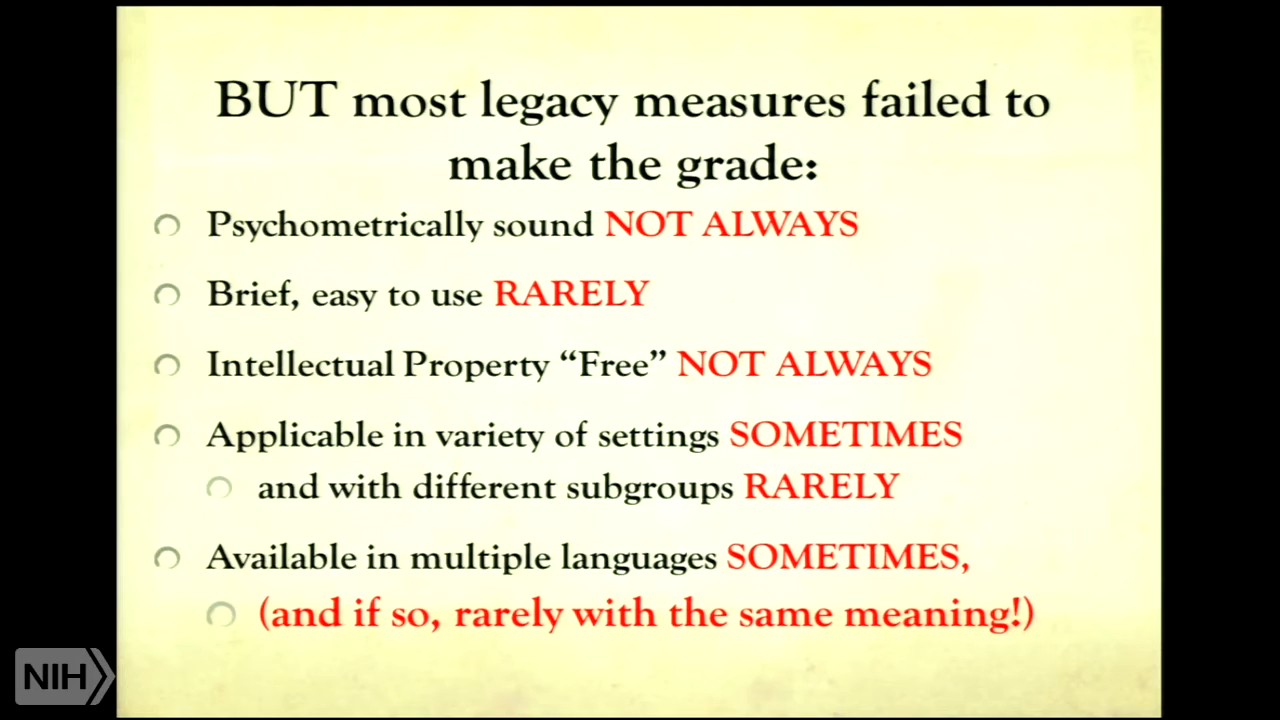 BUT most legacy measures failed to
make the grade:
Psychometrically sound NOT ALWAYS
Brief, easy to use RARELY
Intellectual Property “Free” NOT ALWAYS
Applicable in variety of settings SOMETIMES
and with different subgroups RARELY
Available in multiple languages SOMETIMES,
(and if so, rarely with the same meaning!)
NIH